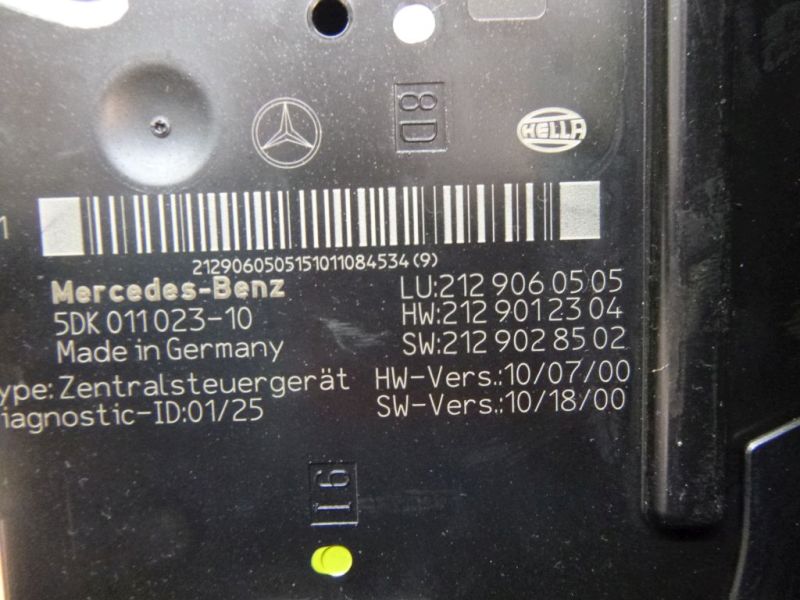 8D
HELLA
1
2129060505151011084534 (9)
Mercedes-Benz
LU:212 906 05 05
5DK 011 023-10
HW:212 901 23 04
Made in Germany
SW:212 902 85 02
ype: Zentralsteuergerät
HW-Vers.:10/07/00
iagnostic-ID:01/25
SW-Vers.:10/18/00